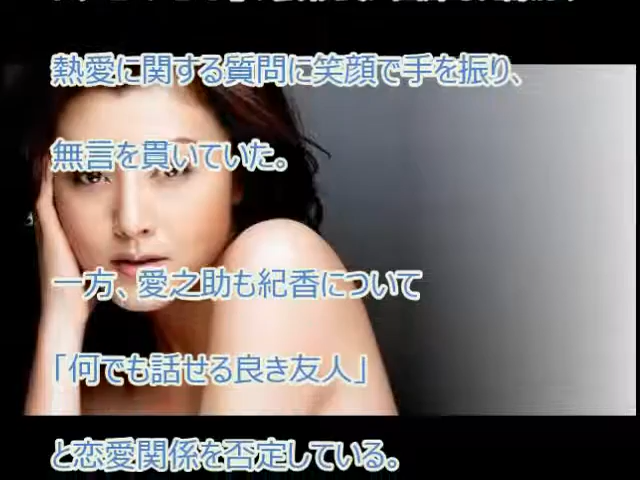 熱愛に関する質問に笑顔で手を振り、
無言を貫いていた。
一方、愛之助も紀香について
「何でも話せる良き友人」
と恋愛関係を否定している。